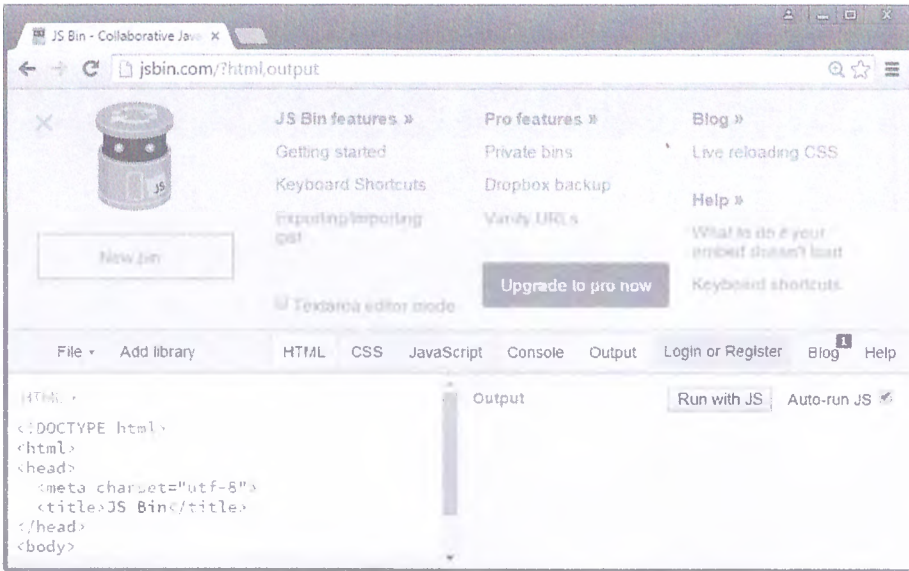 JS Bin - Collaborative Jav
jsbin.com/?html,output
JS Bin features »
Getting started
Keyboard Shortcuts
Exporting/importing
gist
Pro features »
Private bins
Dropbox backup
Vanity URLs
Upgrade to pro now
Blog »
Live reloading CSS
Help »
What to do if your
embed doesn't load
Keyboard shortcuts
JS
New bin
Textarea editor mode
File Add library HTML CSS JavaScript Console Output Login or Register Blog 1 Help
HTML
<!DOCTYPE html>
<html>
<head>
<meta charset="utf-8">
<title>JS Bin</title>
</head>
<body>
Output Run with JS Auto-run JS